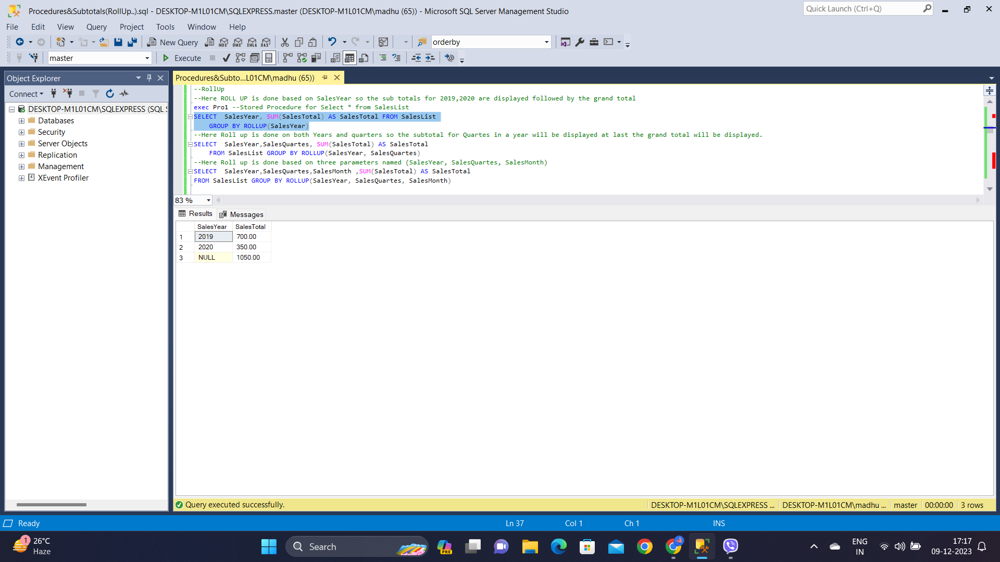 Procedures&Subtotals(RollUp..).sql - DESKTOP-M1L01CM\SQLEXPRESS.master (DESKTOP-M1L01CM\madhu (65)) - Microsoft SQL Server Management Studio
Quick Launch (Ctrl+Q)
File Edit View Query Project Tools Window Help
New Query MDX DMX XMLA DAX orderby
master Execute
Object Explorer
Procedures&Subto...L01CM\madhu (65))
Connect
DESKTOP-M1L01CM\SQLEXPRESS (SQL S
Databases
Security
Server Objects
Replication
Management
XEvent Profiler
--RollUp
--Here ROLL UP is done based on SalesYear so the sub totals for 2019,2020 are displayed followed by the grand total
exec Pro1 --Stored Procedure for Select * from SalesList
SELECT  SalesYear, SUM(SalesTotal) AS SalesTotal FROM SalesList
GROUP BY ROLLUP(SalesYear)
--Here Roll up is done on both Years and quarters so the subtotal for Quartes in a year will be displayed at last the grand total will be displayed.
SELECT  SalesYear,SalesQuartes, SUM(SalesTotal) AS SalesTotal
FROM SalesList GROUP BY ROLLUP(SalesYear, SalesQuartes)
--Here Roll up is done based on three parameters named (SalesYear, SalesQuartes, SalesMonth)
SELECT  SalesYear,SalesQuartes,SalesMonth ,SUM(SalesTotal) AS SalesTotal
FROM SalesList GROUP BY ROLLUP(SalesYear, SalesQuartes, SalesMonth)
83 %
Results Messages
SalesYear SalesTotal
1 2019 700.00
2 2020 350.00
3 NULL 1050.00
Query executed successfully. DESKTOP-M1L01CM\SQLEXPRESS ... DESKTOP-M1L01CM\madhu ... master 00:00:00 3 rows
Ready Ln 37 Col 1 Ch 1 INS
1 26°C
Haze
Search
PRE
ENG
IN
17:17
09-12-2023